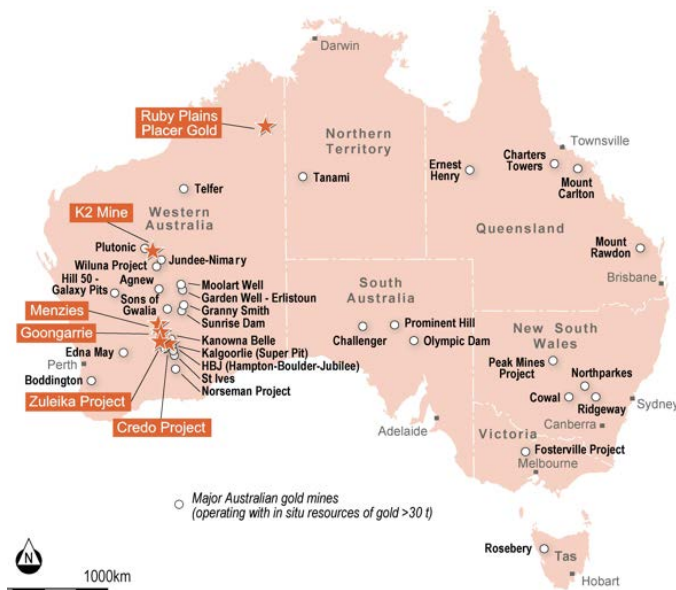 Darwin
Ruby Plains
Placer Gold
Northern
Territory
Townsville
Charters
Towers
Ernest
Henry
Mount
Carlton
Tanami
Telfer
K2 Mine
Western
Australia
Queensland
Plutonic
Jundee-Nimary
Mount
Rawdon
Wiluna Project
Hill 50 -
Galaxy Pits
Agnew
Moolart Well
Garden Well - Erlistoun
Granny Smith
Sunrise Dam
Sons of
Gwalia
South
Australia
Brisbane
Menzies
Goongarrie
Kanowna Belle
Kalgoorlie (Super Pit)
HBJ (Hampton-Boulder-Jubilee)
St Ives
Norseman Project
Challenger
Prominent Hill
Olympic Dam
New South
Wales
Peak Mines
Project
Northparkes
Edna May
Perth
Boddington
Zuleika Project
Credo Project
Cowal
Ridgeway
Sydney
Canberra
Adelaide
Victoria
Fosterville Project
Melbourne
Major Australian gold mines
(operating with in situ resources of gold >30 t)
Rosebery
Tas
Hobart
N
1000km